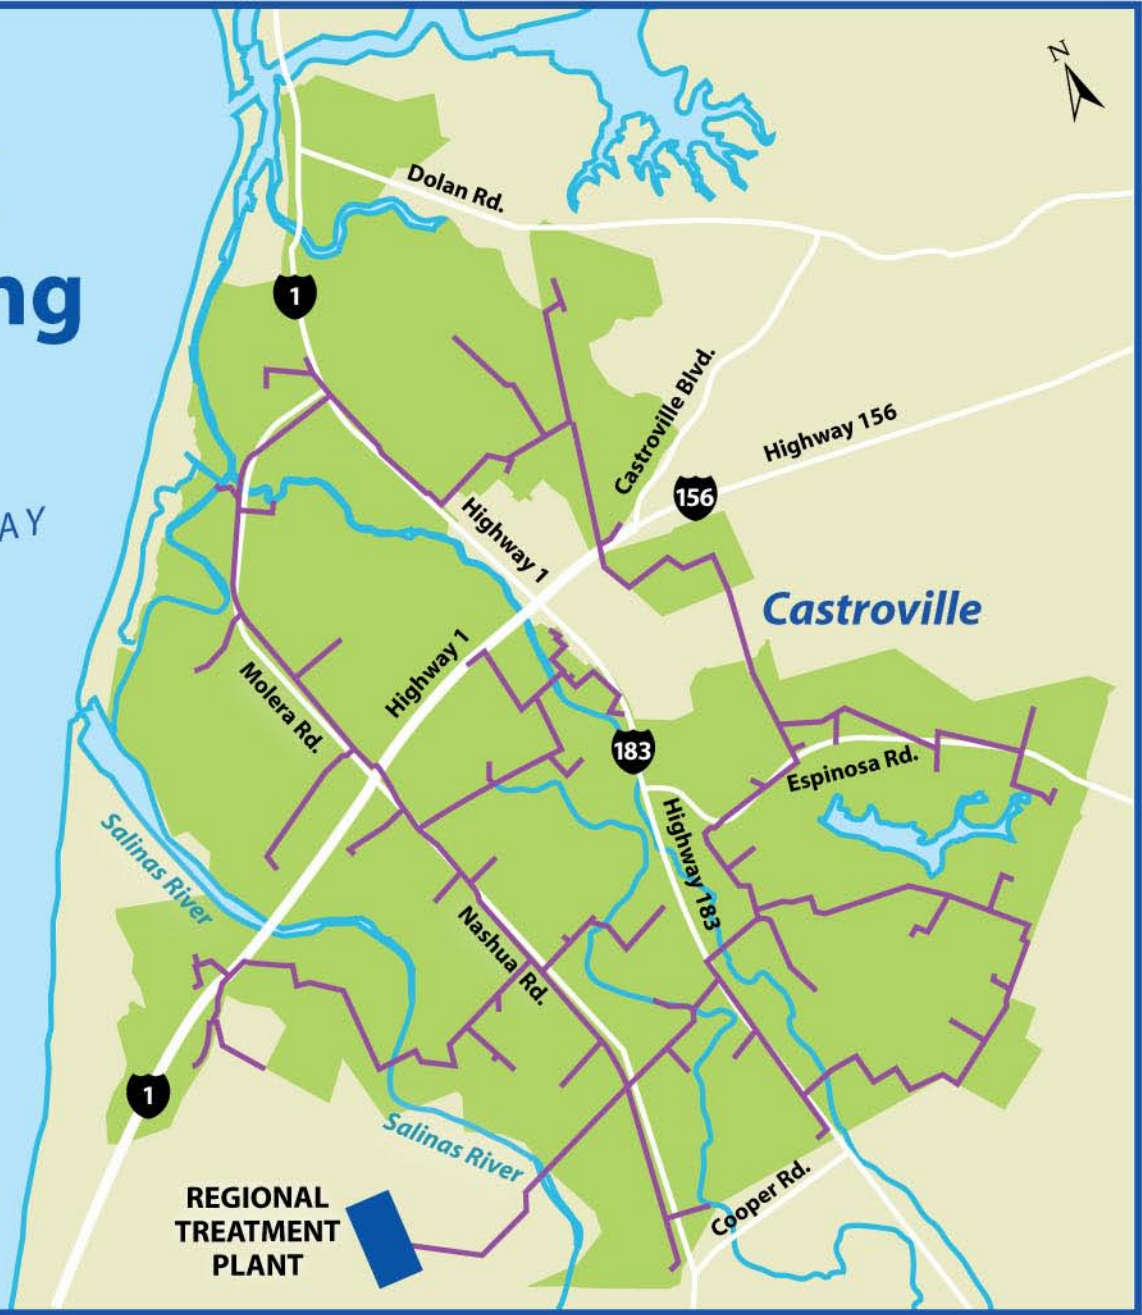 N
Dolan Rd.
ng
1
Castroville Blvd.
Highway 156
156
AY
Highway 1
Castroville
Highway 1
Molera Rd.
183
Espinosa Rd.
Highway 183
Salinas River
Nashua Rd.
1
Salinas River
Cooper Rd.
REGIONAL
TREATMENT
PLANT